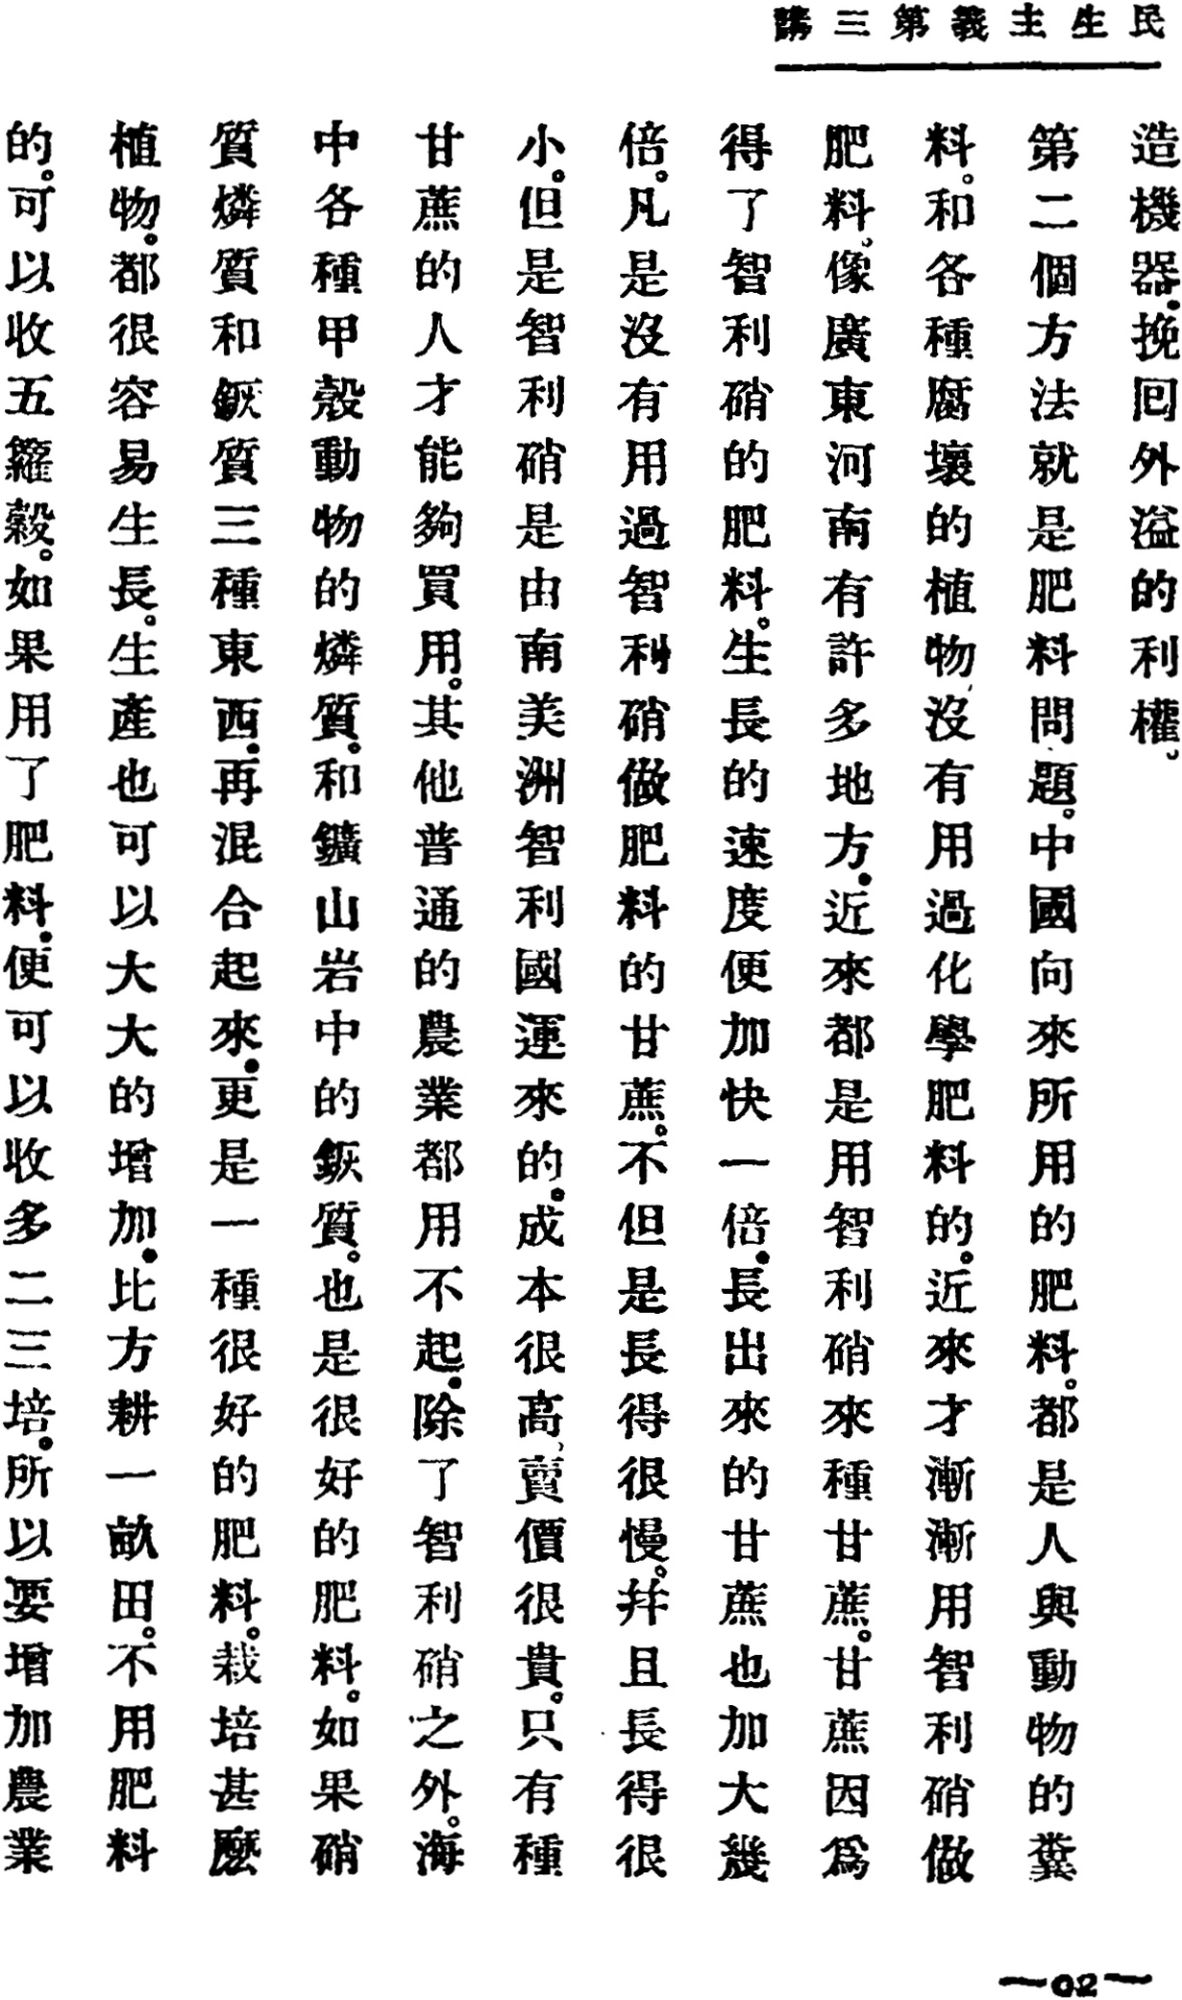 民生主義第三講
造機器．挽回外溢的利權。
第二個方法就是肥料問題。中國向來所用的肥料。都是人與動物的糞
料。和各種腐壞的植物、沒有用過化學肥料的。近來才漸漸用智利硝做
肥料、像廣東河南有許多地方．近來都是用智利硝來種甘蔗。甘蔗因爲
得了智利硝的肥料。生長的速度便加快一倍．長出來的甘蔗也加大幾
倍。凡是沒有用過智利硝做肥料的甘蔗。不但是長得很慢。幷且長得很
小。但是智利硝是由南美洲智利國運來的。成本很高、賣價很貴。只有種
甘蔗的人才能夠買用。其他普通的農業都用不起．除了智利硝之外。海
中各種甲殼動物的燐質。和鑛山岩中的鉄質。也是很好的肥料。如果硝
質燐質和鉄質三種東西．再混合起來．更是一種很好的肥料。栽培甚麼
植物。都很容易生長。生產也可以大大的增加．比方耕一畝田。不用肥料
的。可以收五籮穀。如果用了肥料．便可以收多二三培。所以要增加農業
—02—